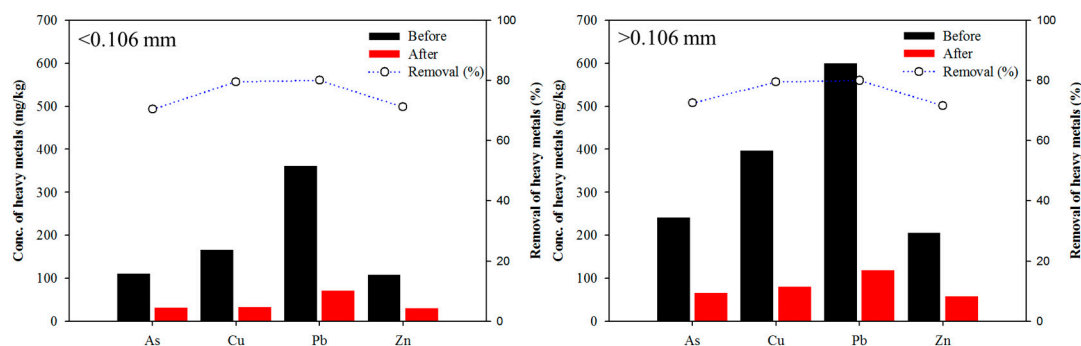 <0.106 mm
Before
After
Removal (%)
Conc. of heavy metals (mg/kg)
700
600
500
400
300
200
100
0
100
80
60
40
20
0
Removal of heavy metals (%)
As Cu Pb Zn
>0.106 mm
Before
After
Removal (%)
Conc. of heavy metals (mg/kg)
700
600
500
400
300
200
100
0
100
80
60
40
20
0
Removal of heavy metals (%)
As Cu Pb Zn